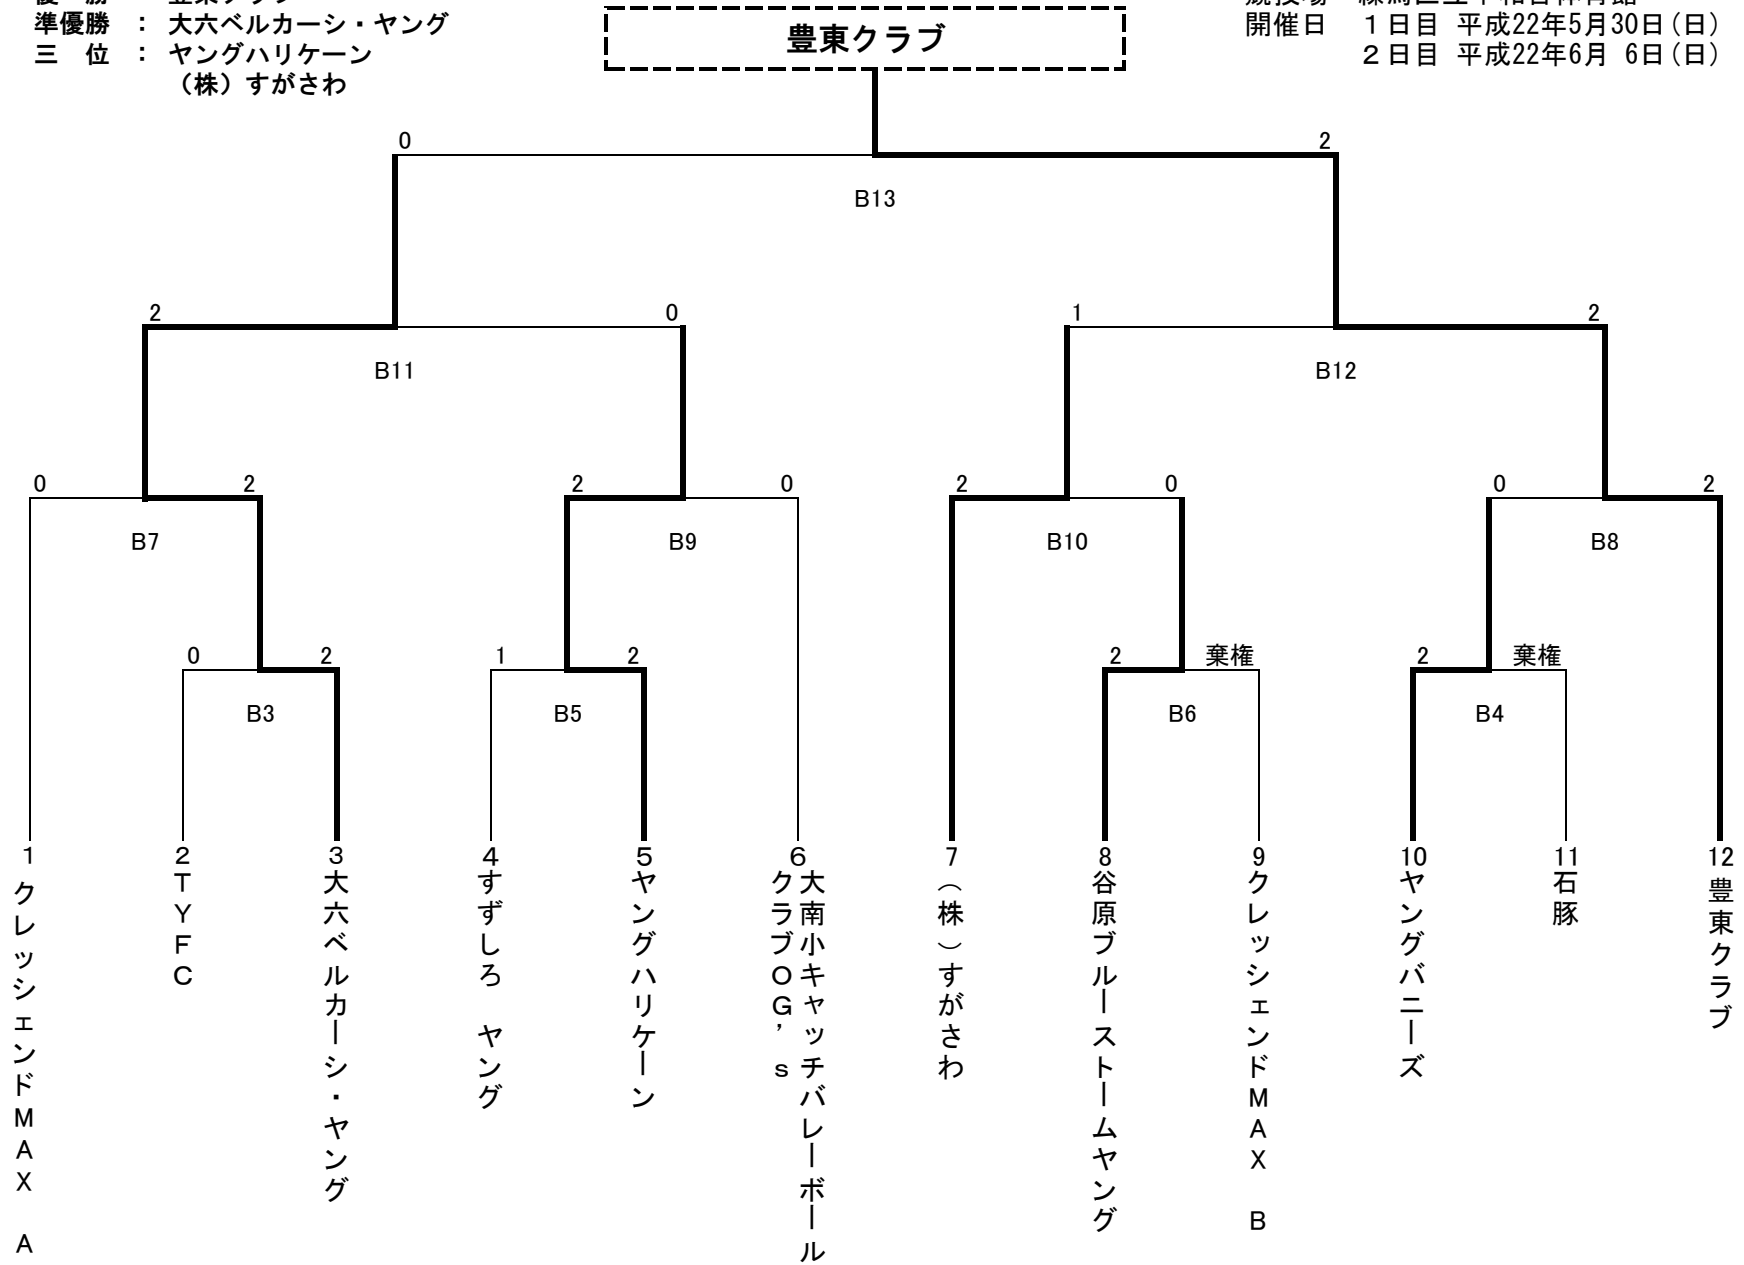 準優勝 ： 大六ベルカーシ・ヤング
三　位 ： ヤングハリケーン
（株）すがさわ
豊東クラブ
開催日　１日目 平成22年5月30日（日）
２日目 平成22年6月 6日（日）
0
2
B13
2
0
1
2
B11
B12
0
2
2
0
2
0
0
2
B7
B9
B10
B8
0
2
1
2
2
棄権
2
棄権
B3
B5
B6
B4
1
クレッシェンドMAX　A
2
TYFC
3
大六ベルカーシ・ヤング
4
すずしろ　ヤング
5
ヤングハリケーン
6
大南小キャッチバレーボール
クラブOG’s
7
（株）すがさわ
8
谷原ブルーストームヤング
9
クレッシェンドMAX　B
10
ヤングバニーズ
11
石豚
12
豊東クラブ